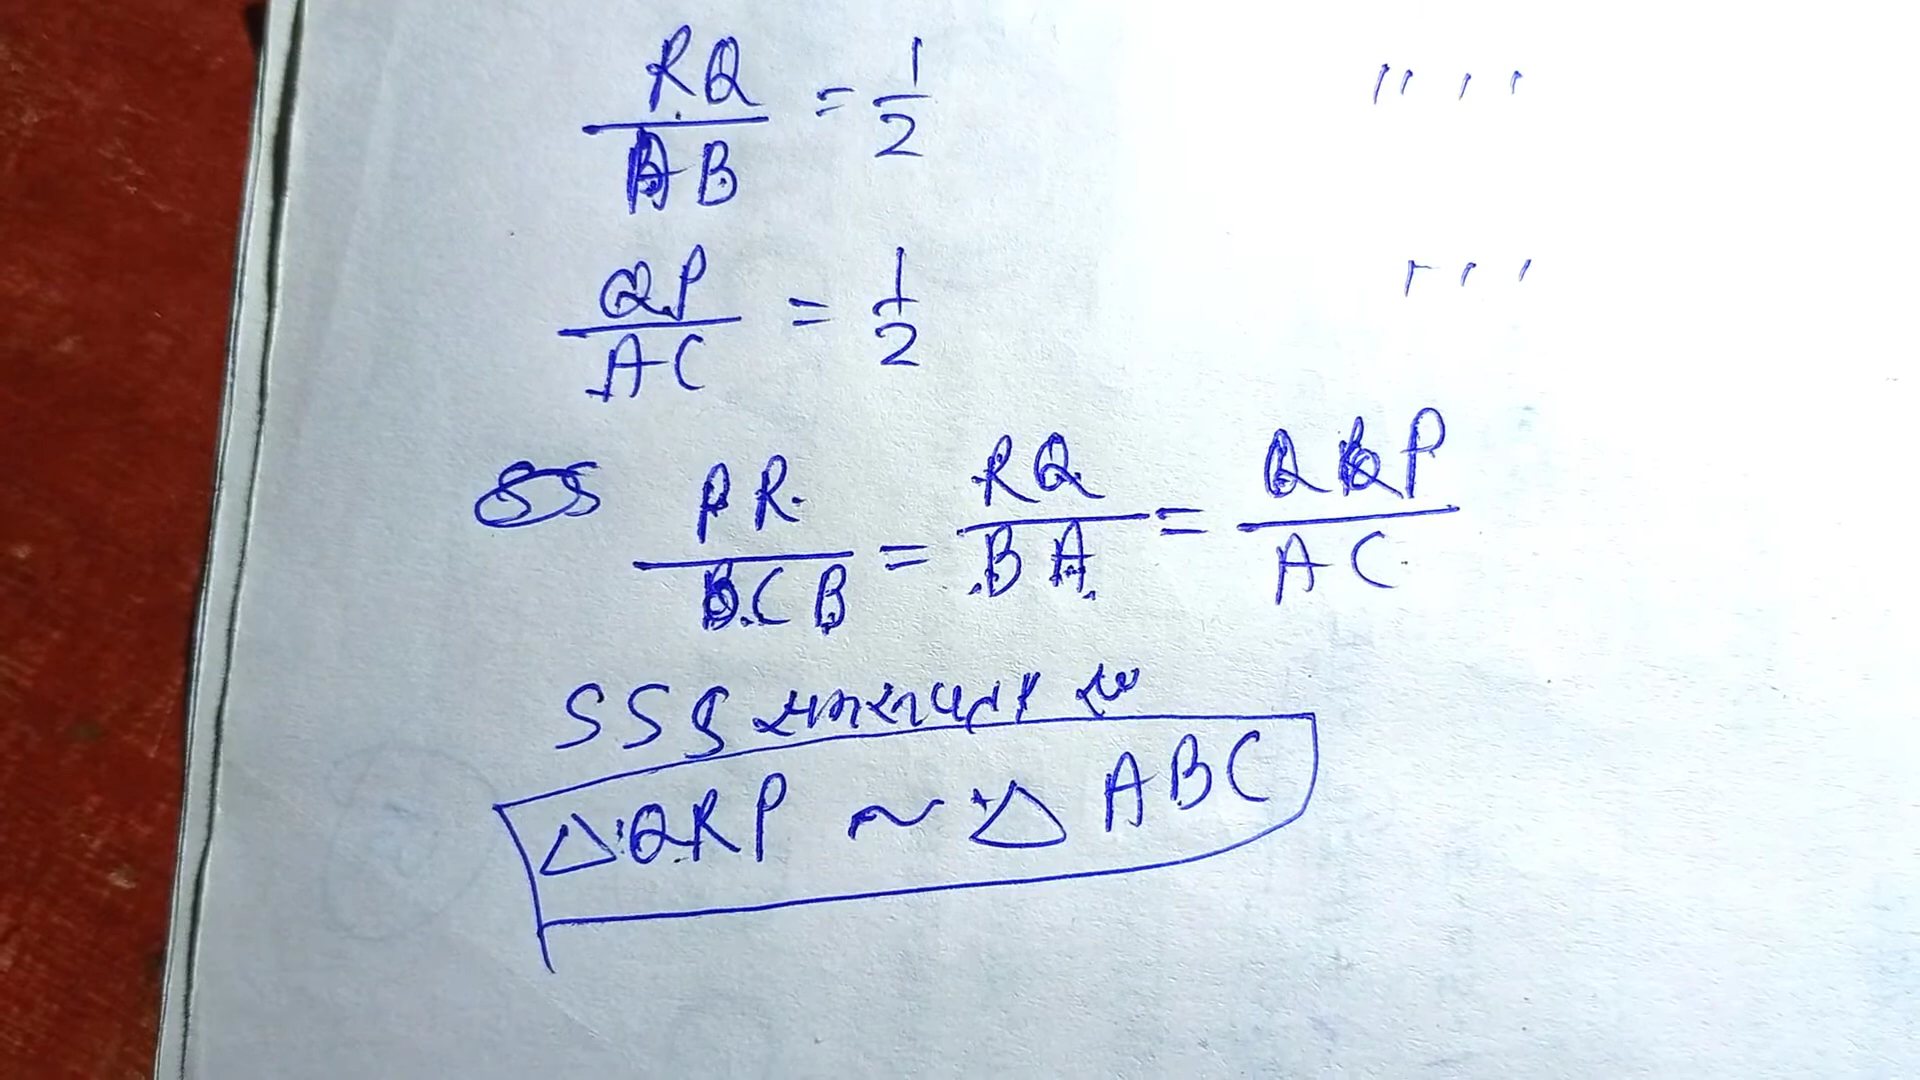 RQ/AB = 1/2 " , ,
QP/AC = 1/2 , , ,
PR/CB = RQ/BA = QP/AC
SSS समरूपता से
△QRP ~ △ABC